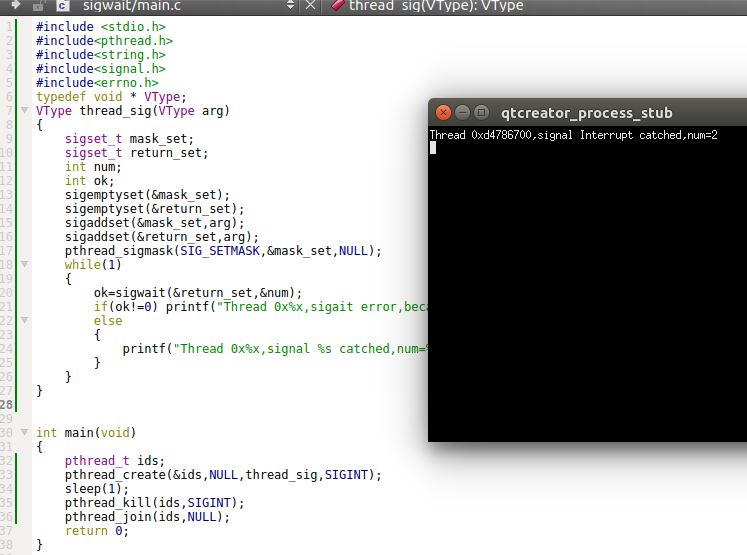 sigwait/main.c thread_sig(VType): VType
1 #include <stdio.h>
2 #include<pthread.h>
3 #include<string.h>
4 #include<signal.h>
5 #include<errno.h>
6 typedef void * VType;
7 VType thread_sig(VType arg)
8 {
9 sigset_t mask_set;
10 sigset_t return_set;
11 int num;
12 int ok;
13 sigemptyset(&mask_set);
14 sigemptyset(&return_set);
15 sigaddset(&mask_set,arg);
16 sigaddset(&return_set,arg);
17 pthread_sigmask(SIG_SETMASK,&mask_set,NULL);
18 while(1)
19 {
20 ok=sigwait(&return_set,&num);
21 if(ok!=0) printf("Thread 0x%x,sigait error,beca
22 else
23 {
24 printf("Thread 0x%x,signal %s catched,num=%
25 }
26 }
27 }
28
29
30 int main(void)
31 {
32 pthread_t ids;
33 pthread_create(&ids,NULL,thread_sig,SIGINT);
34 sleep(1);
35 pthread_kill(ids,SIGINT);
36 pthread_join(ids,NULL);
37 return 0;
38 }
qtcreator_process_stub
Thread 0xd4786700,signal Interrupt catched,num=2